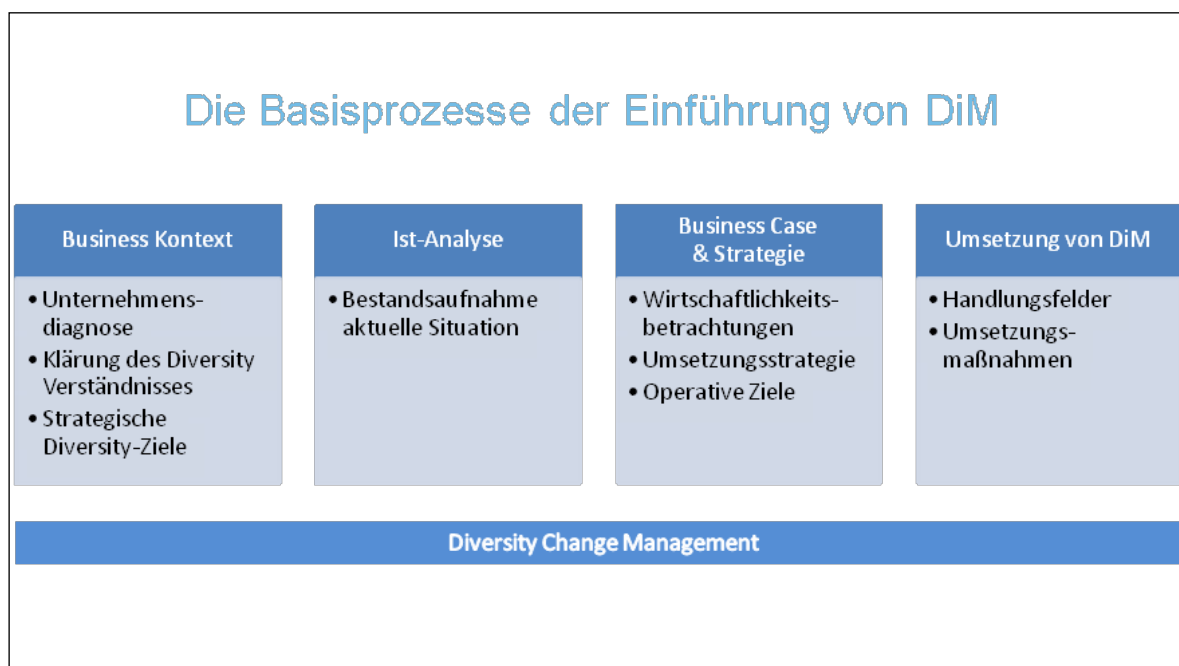 Die Basisprozesse der Einführung von DiM
Business Kontext
• Unternehmens-
diagnose
• Klärung des Diversity
Verständnisses
• Strategische
Diversity-Ziele
Ist-Analyse
• Bestandsaufnahme
aktuelle Situation
Business Case
& Strategie
• Wirtschaftlichkeits-
betrachtungen
• Umsetzungsstrategie
• Operative Ziele
Umsetzung von DiM
• Handlungsfelder
• Umsetzungs-
maßnahmen
Diversity Change Management